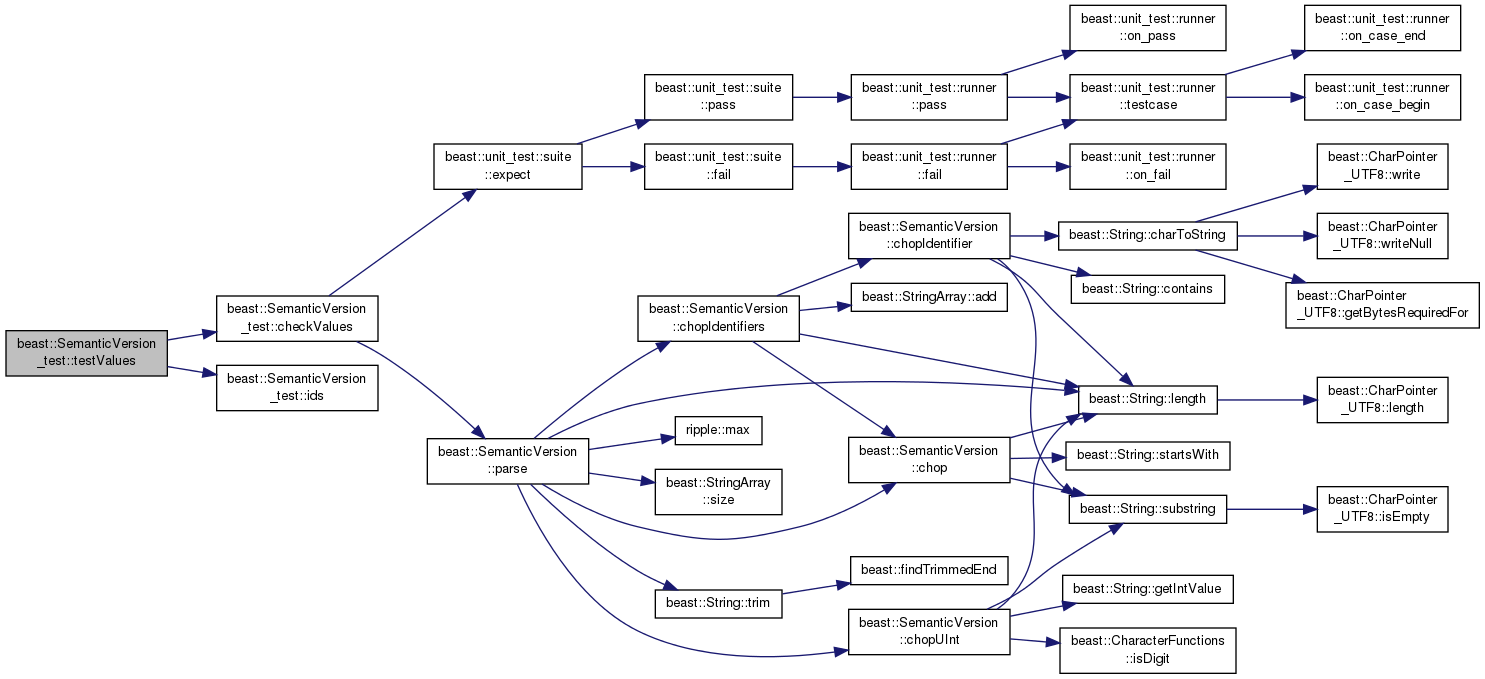 beast::SemanticVersion
_test::testValues
beast::SemanticVersion
_test::checkValues
beast::SemanticVersion
_test::ids
beast::unit_test::suite
::expect
beast::SemanticVersion
::parse
beast::unit_test::suite
::pass
beast::unit_test::suite
::fail
beast::SemanticVersion
::chopIdentifiers
ripple::max
beast::StringArray
::size
beast::String::trim
beast::unit_test::runner
::pass
beast::unit_test::runner
::fail
beast::SemanticVersion
::chopIdentifier
beast::StringArray::add
beast::SemanticVersion
::chop
beast::findTrimmedEnd
beast::SemanticVersion
::chopUInt
beast::unit_test::runner
::on_pass
beast::unit_test::runner
::testcase
beast::unit_test::runner
::on_fail
beast::String::charToString
beast::String::contains
beast::String::length
beast::String::startsWith
beast::String::substring
beast::String::getIntValue
beast::CharacterFunctions
::isDigit
beast::unit_test::runner
::on_case_end
beast::unit_test::runner
::on_case_begin
beast::CharPointer
_UTF8::write
beast::CharPointer
_UTF8::writeNull
beast::CharPointer
_UTF8::getBytesRequiredFor
beast::CharPointer
_UTF8::length
beast::CharPointer
_UTF8::isEmpty